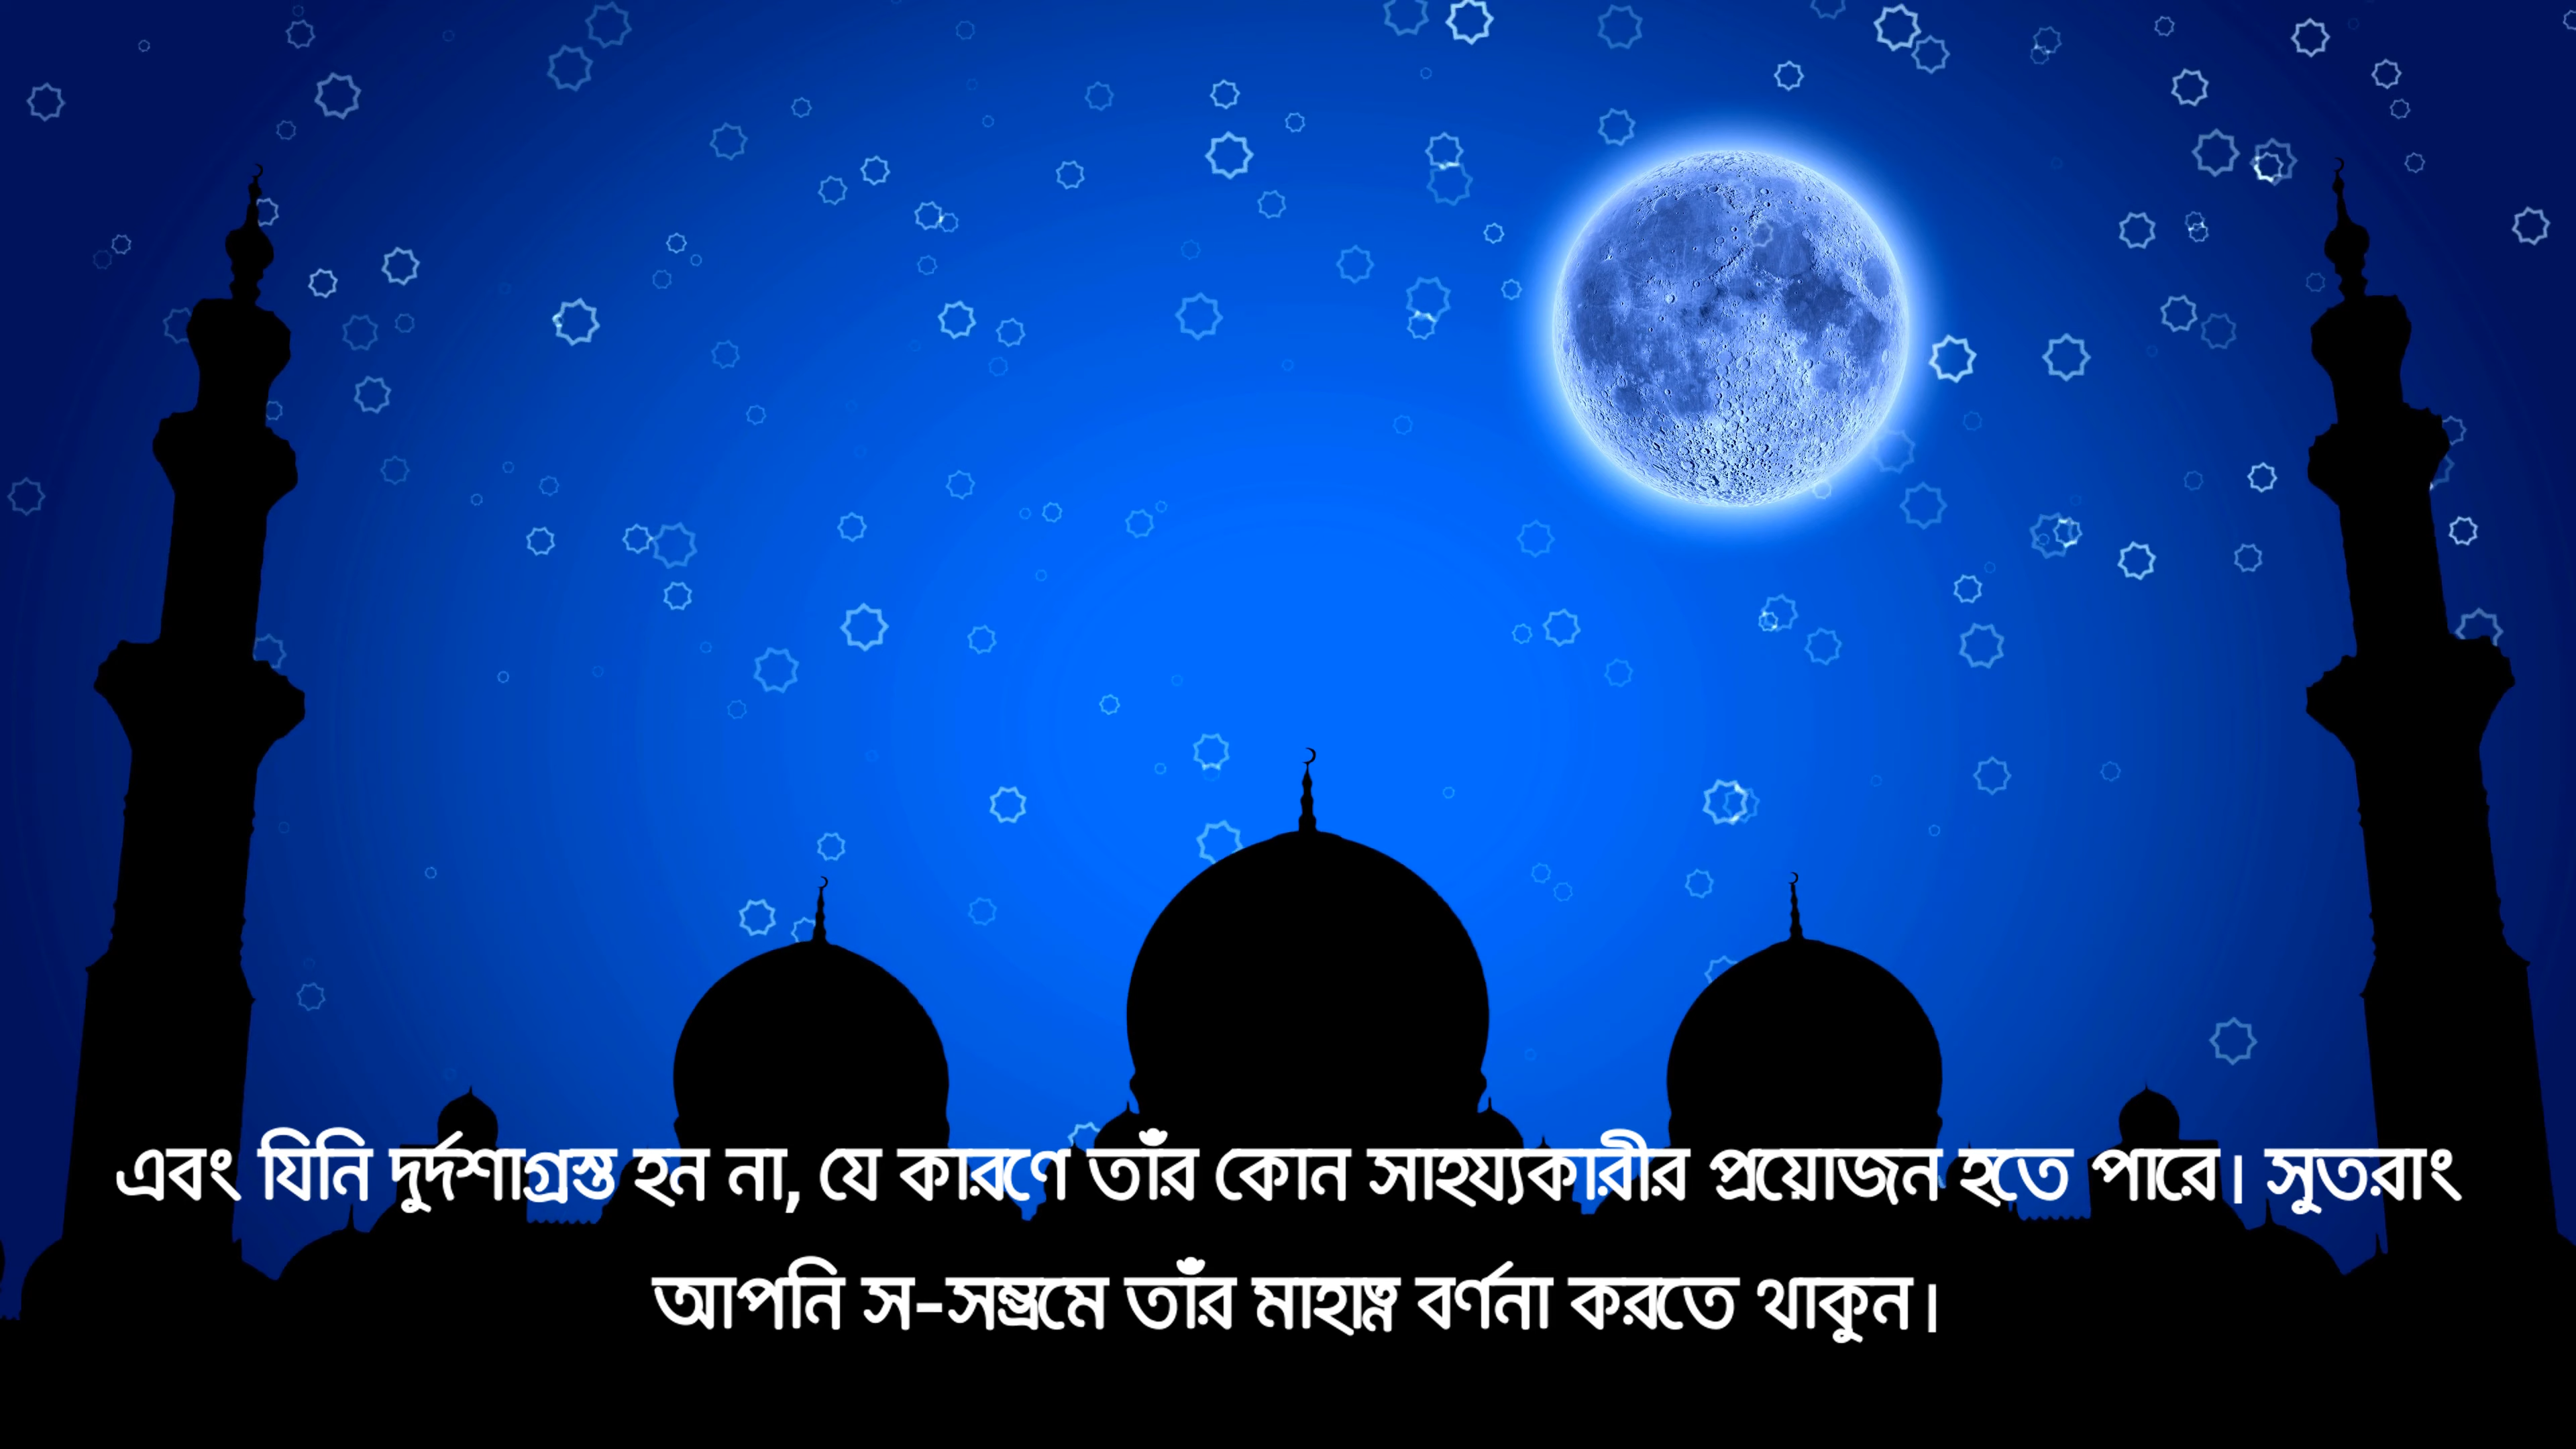 এবং যিনি দুর্দশাগ্রস্ত হন না, যে কারণে তাঁর কোন সাহয্যকারীর প্রয়োজন হতে পারে। সুতরাং
আপনি স-সম্ভ্রমে তাঁর মাহাত্ন বর্ণনা করতে থাকুন।